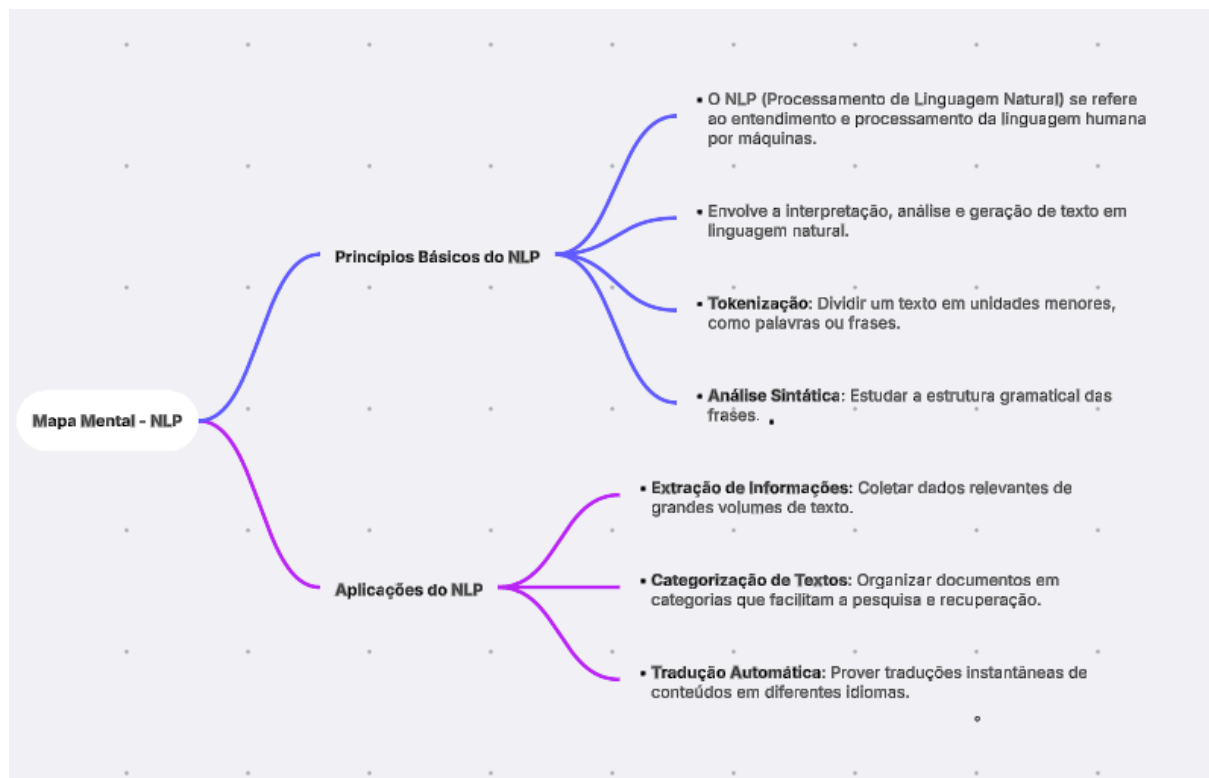 • O NLP (Processamento de Linguagem Natural) se refere
ao entendimento e processamento da linguagem humana
por máquinas.
• Envolve a interpretação, análise e geração de texto em
linguagem natural.
Princípios Básicos do NLP
• Tokenização: Dividir um texto em unidades menores,
como palavras ou frases.
• Análise Sintática: Estudar a estrutura gramatical das
frases.
Mapa Mental - NLP
• Extração de Informações: Coletar dados relevantes de
grandes volumes de texto.
• Categorização de Textos: Organizar documentos em
categorias que facilitam a pesquisa e recuperação.
Aplicações do NLP
• Tradução Automática: Prover traduções instantâneas de
conteúdos em diferentes idiomas.